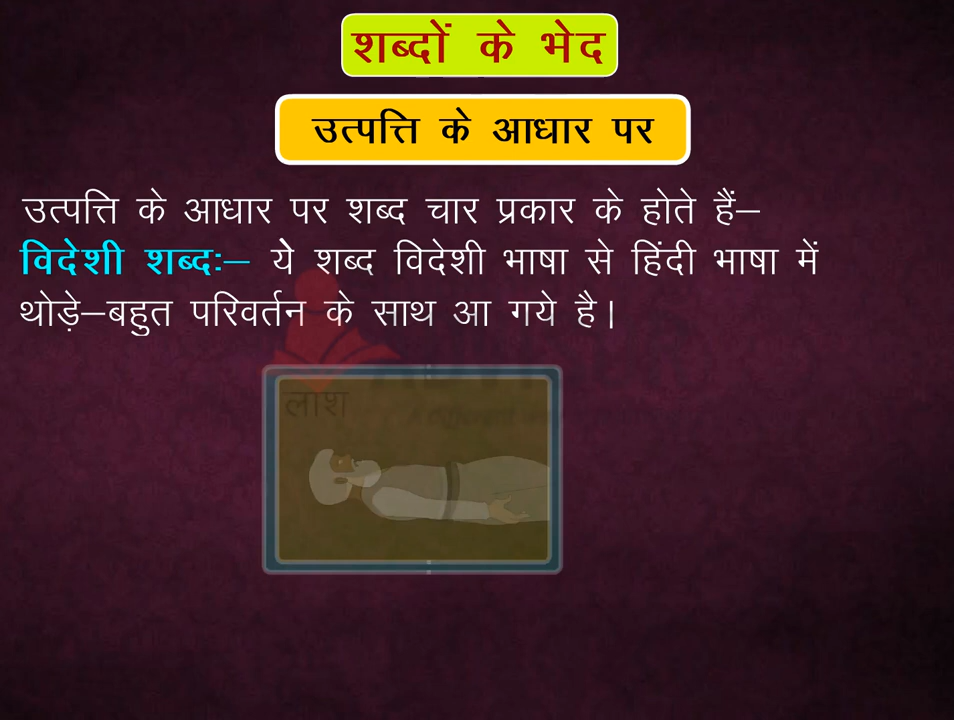 शब्दों के भेद
उत्पत्ति के आधार पर
उत्पत्ति के आधार पर शब्द चार प्रकार के होते हैं–
विदेशी शब्दः– ये शब्द विदेशी भाषा से हिंदी भाषा में
थोड़े–बहुत परिवर्तन के साथ आ गये है।
लाश